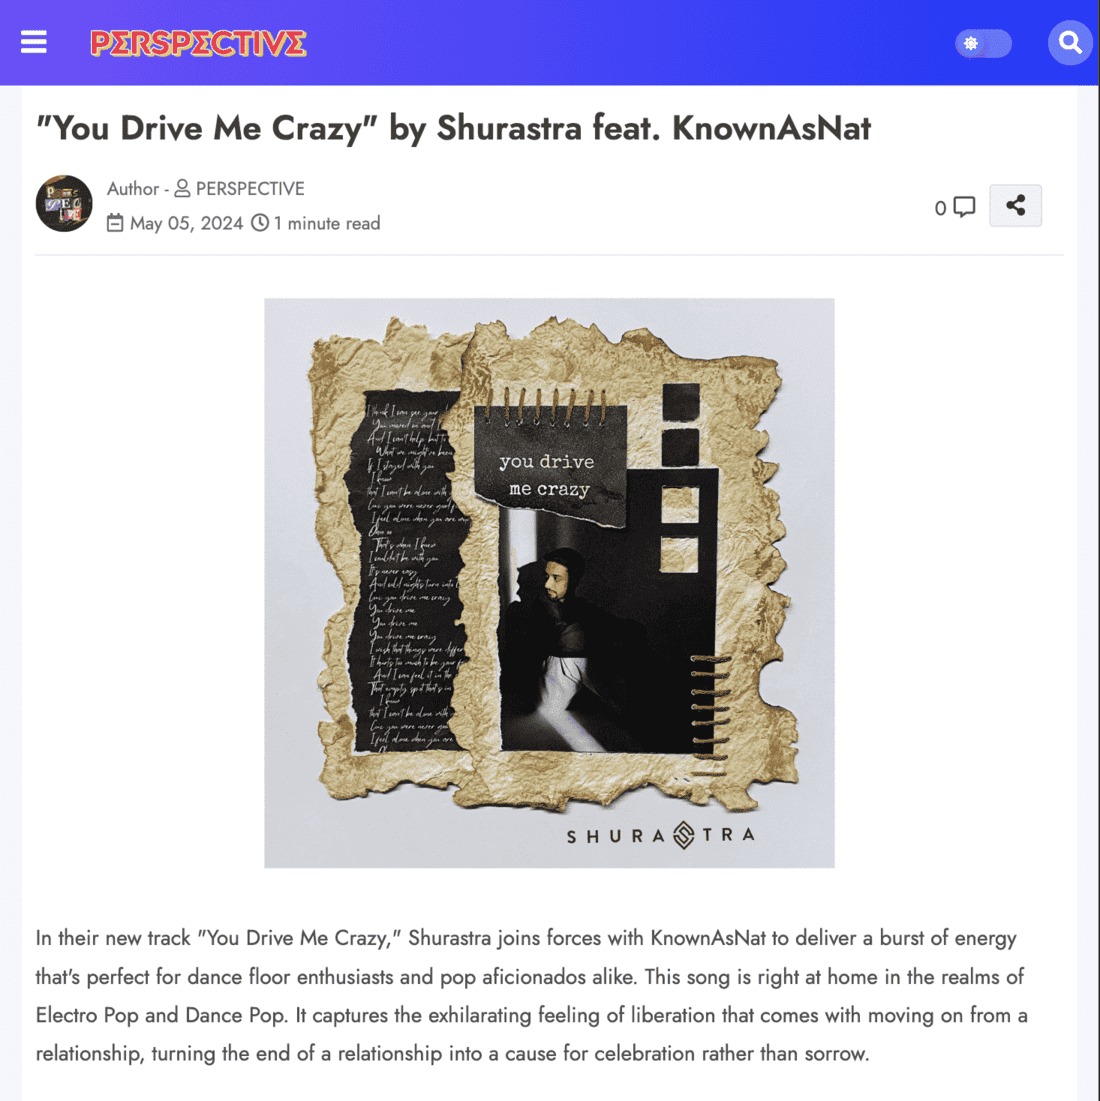 PERSPECTIVE
"You Drive Me Crazy" by Shurastra feat. KnownAsNat
Author - PERSPECTIVE
May 05, 2024 1 minute read
0
I think I can see your
You moved on and I
And I can't help but to
What we might've been
If I stayed with you
I know
that I can't be alone with y
Cuz you were never good f
I feel alone when you are
That's when I knew
I couldn't be with you
It's never easy
And cold nights turn into
Cuz you drive me crazy
You drive me
You drive me
You drive me crazy
I wish that things were differ
It hurts too much to be your f
And I can feel it in the
That empty spot that's in
I know
that I can't be alone with
Cuz you were never goo
I feel alone when you are
you drive
me crazy
SHURASTRA
In their new track "You Drive Me Crazy," Shurastra joins forces with KnownAsNat to deliver a burst of energy
that's perfect for dance floor enthusiasts and pop aficionados alike. This song is right at home in the realms of
Electro Pop and Dance Pop. It captures the exhilarating feeling of liberation that comes with moving on from a
relationship, turning the end of a relationship into a cause for celebration rather than sorrow.